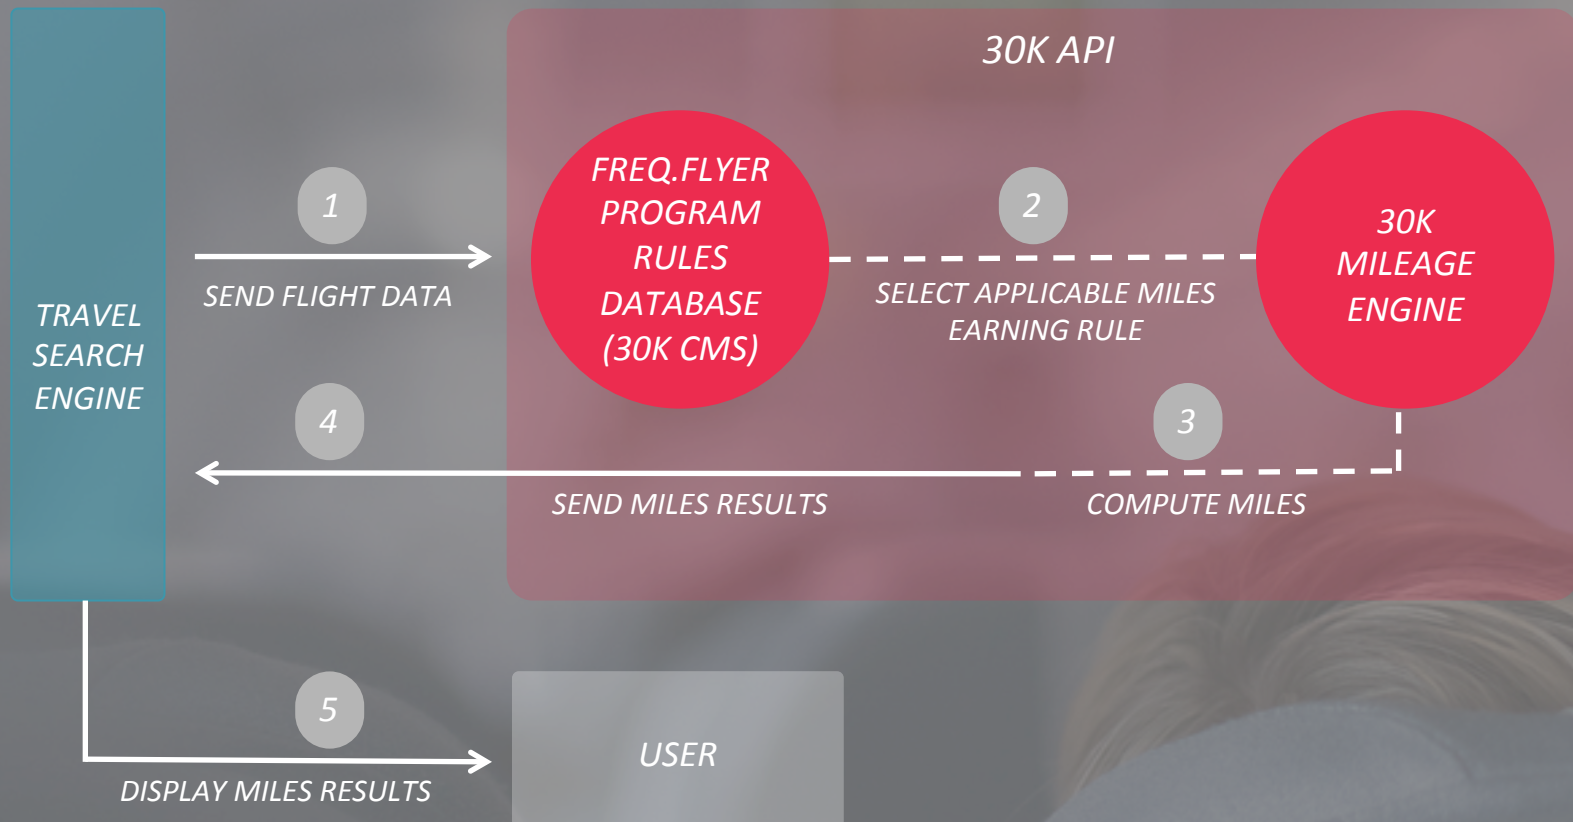 30K API
TRAVEL
SEARCH
ENGINE
1
SEND FLIGHT DATA
FREQ.FLYER
PROGRAM
RULES
DATABASE
(30K CMS)
2
SELECT APPLICABLE MILES
EARNING RULE
30K
MILEAGE
ENGINE
3
COMPUTE MILES
4
SEND MILES RESULTS
5
DISPLAY MILES RESULTS
USER